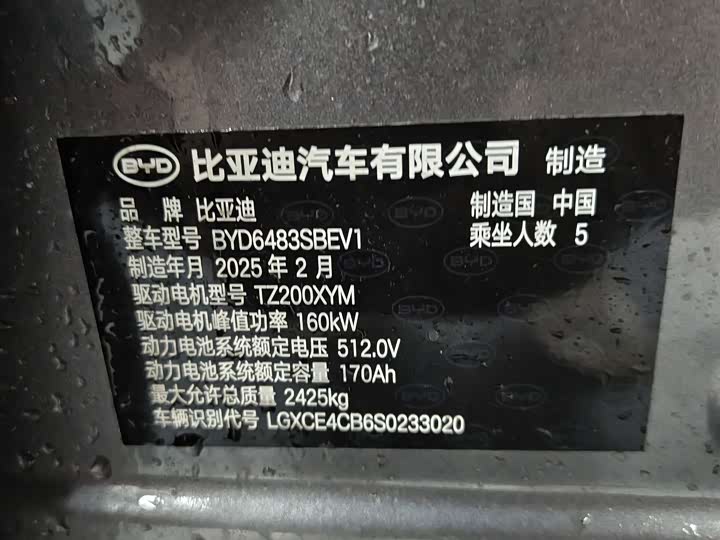 BYD 比亚迪汽车有限公司 制造
品 牌 比亚迪 制造国 中国
整车型号 BYD6483SBEV1 乘坐人数 5
制造年月 2025 年 2 月
驱动电机型号 TZ200XYM
驱动电机峰值功率 160kW
动力电池系统额定电压 512.0V
动力电池系统额定容量 170Ah
最大允许总质量 2425kg
车辆识别代号 LGXCE4CB6S0233020